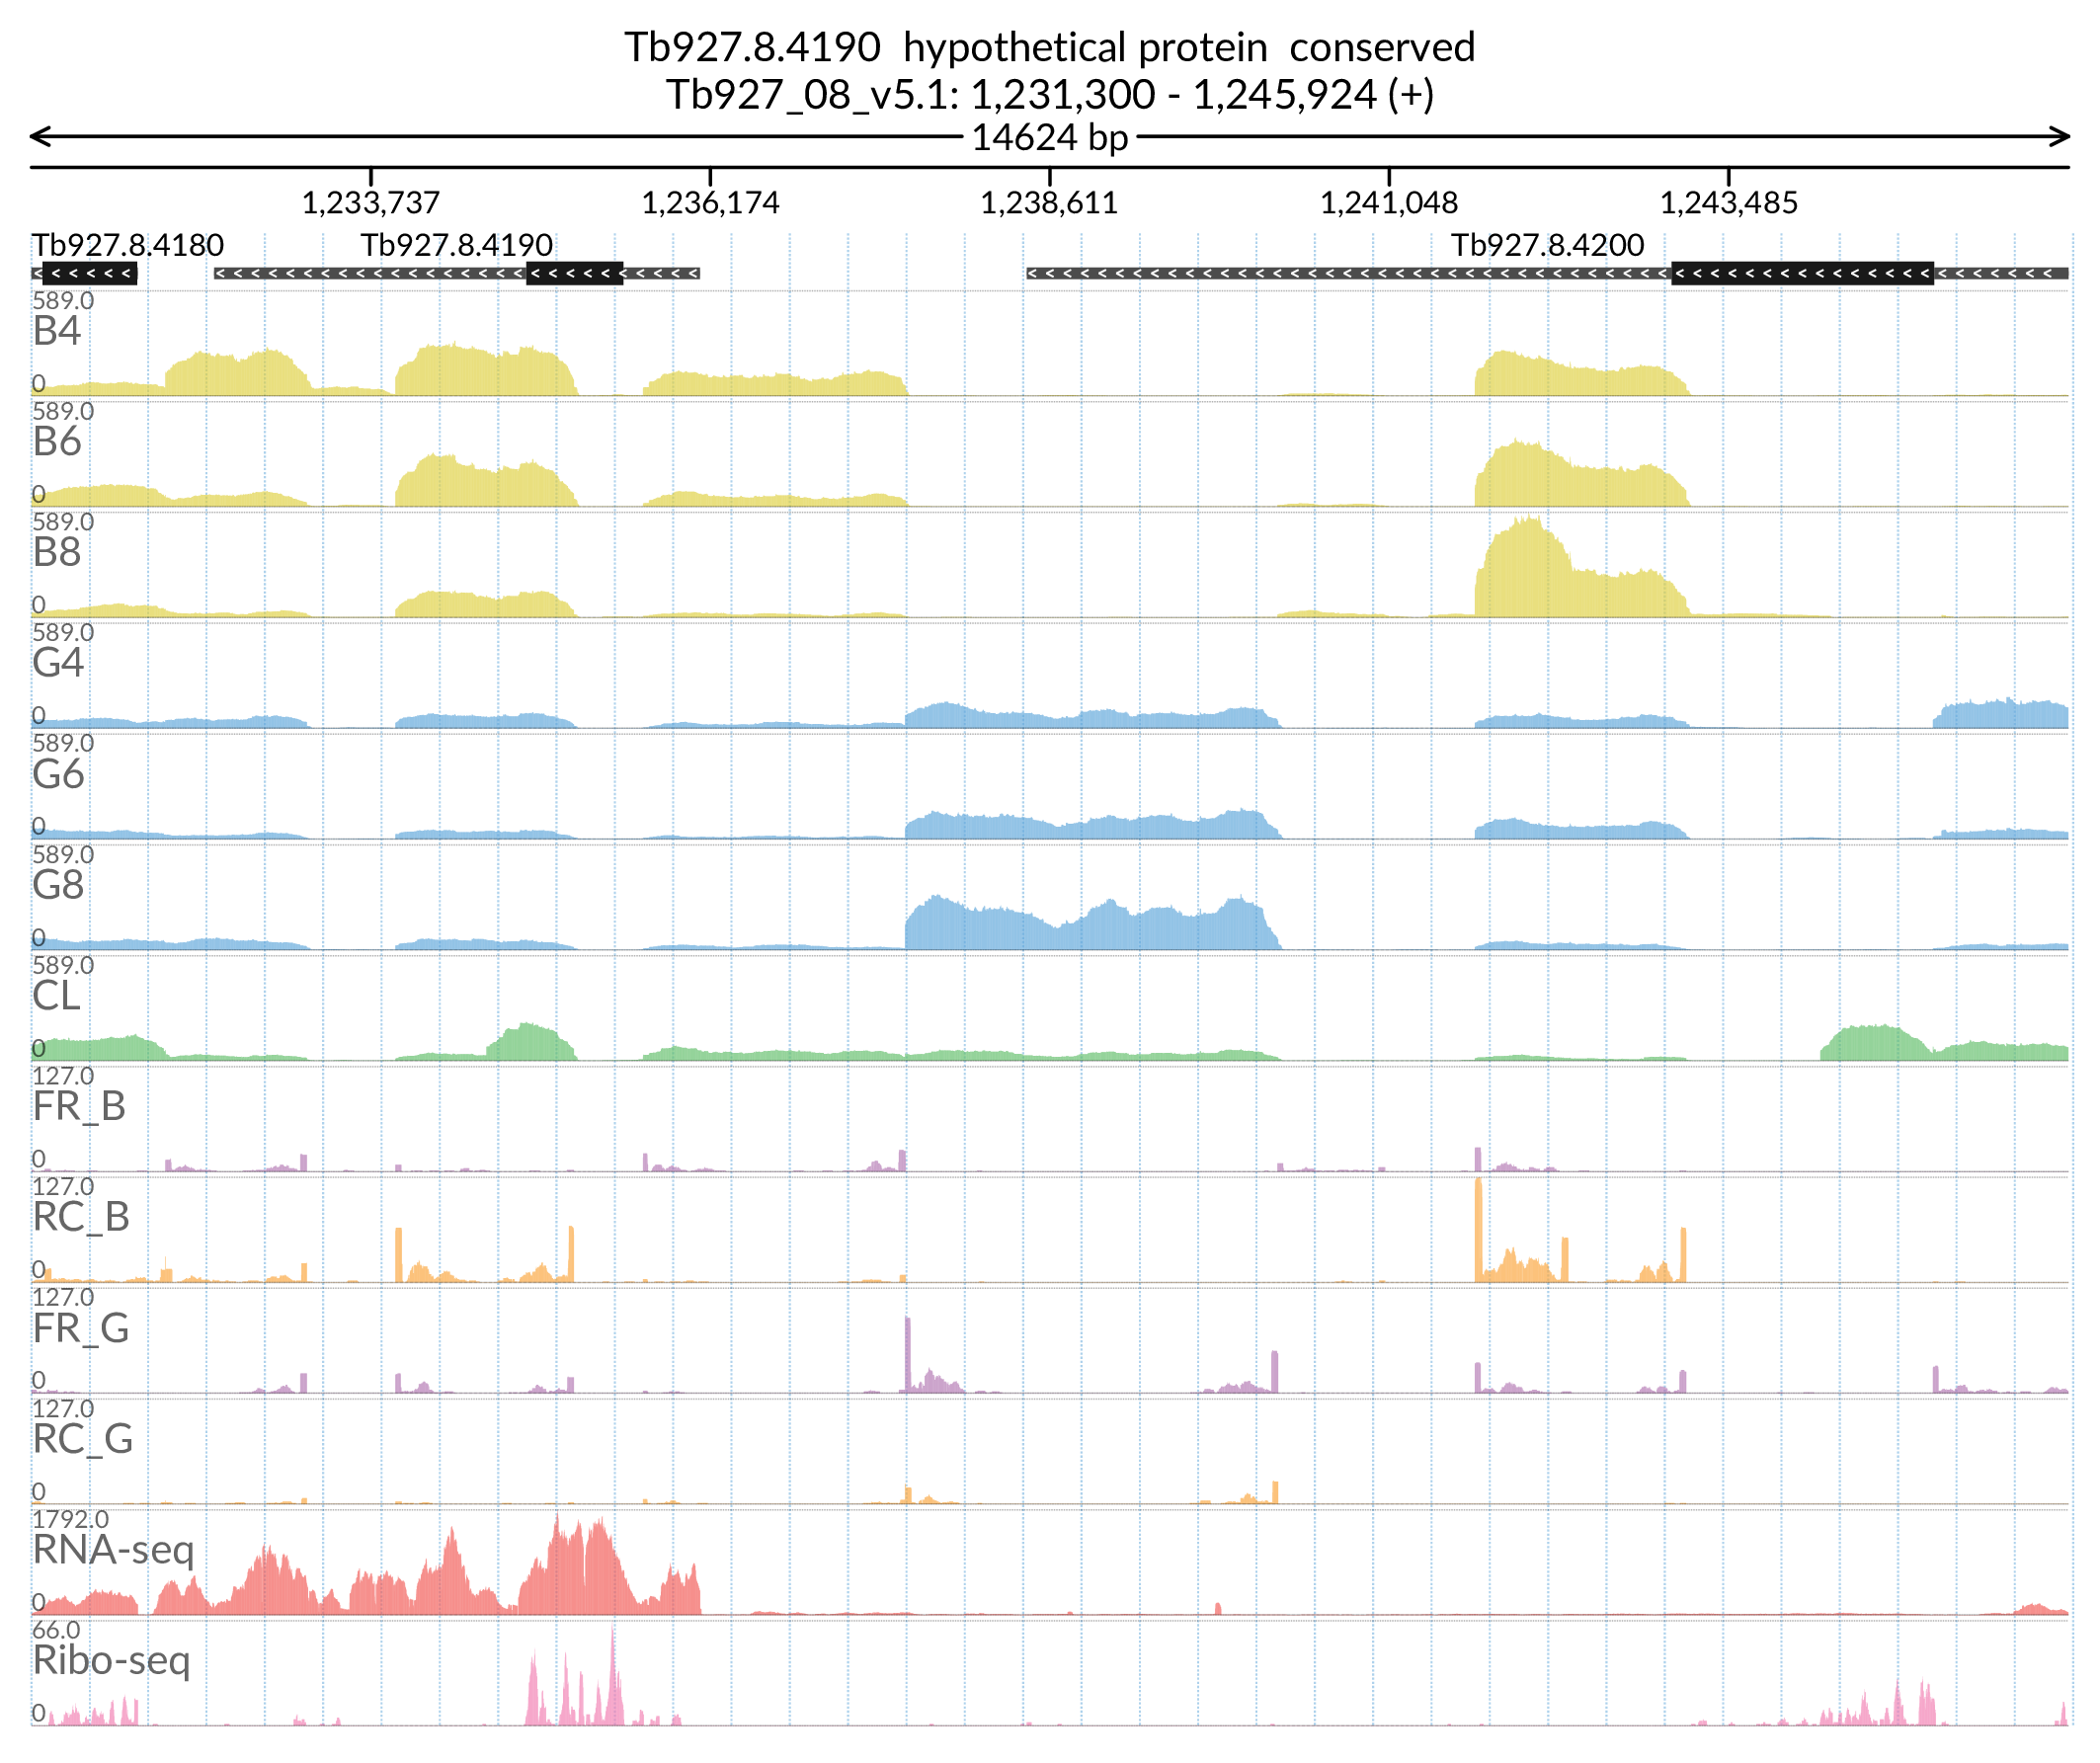 Tb927.8.4190 hypothetical protein conserved
Tb927_08_v5.1: 1,231,300 - 1,245,924 (+)
14624 bp
1,233,737 1,236,174 1,238,611 1,241,048 1,243,485
Tb927.8.4180 Tb927.8.4190 Tb927.8.4200
589.0
B4
0
589.0
B6
0
589.0
B8
0
589.0
G4
0
589.0
G6
0
589.0
G8
0
589.0
CL
0
127.0
FR_B
0
127.0
RC_B
0
127.0
FR_G
0
127.0
RC_G
0
1792.0
RNA-seq
0
66.0
Ribo-seq
0